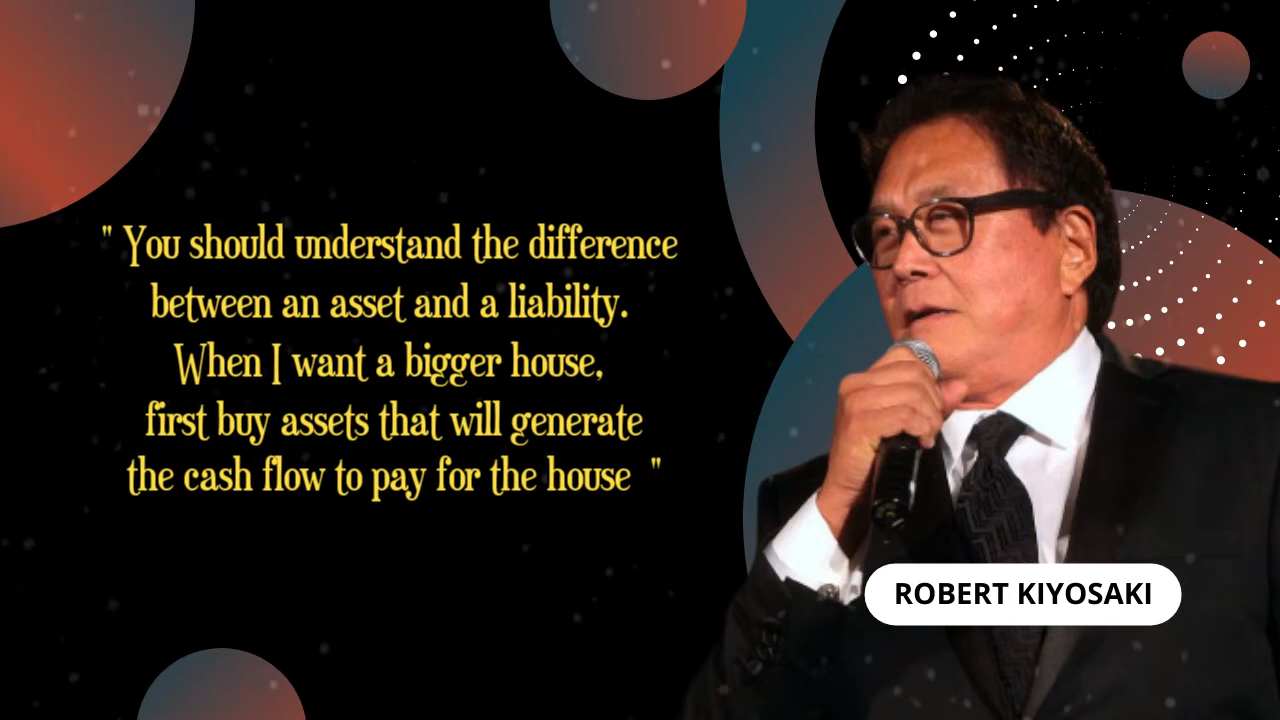 " You should understand the difference
between an asset and a liability.
When I want a bigger house,
first buy assets that will generate
the cash flow to pay for the house "
ROBERT KIYOSAKI